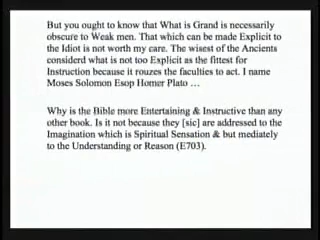 But you ought to know that What is Grand is necessarily
obscure to Weak men. That which can be made Explicit to
the Idiot is not worth my care. The wisest of the Ancients
considerd what is not too Explicit as the fittest for
Instruction because it rouzes the faculties to act. I name
Moses Solomon Esop Homer Plato ...
Why is the Bible more Entertaining & Instructive than any
other book. Is it not because they [sic] are addressed to the
Imagination which is Spiritual Sensation & but mediately
to the Understanding or Reason (E703).